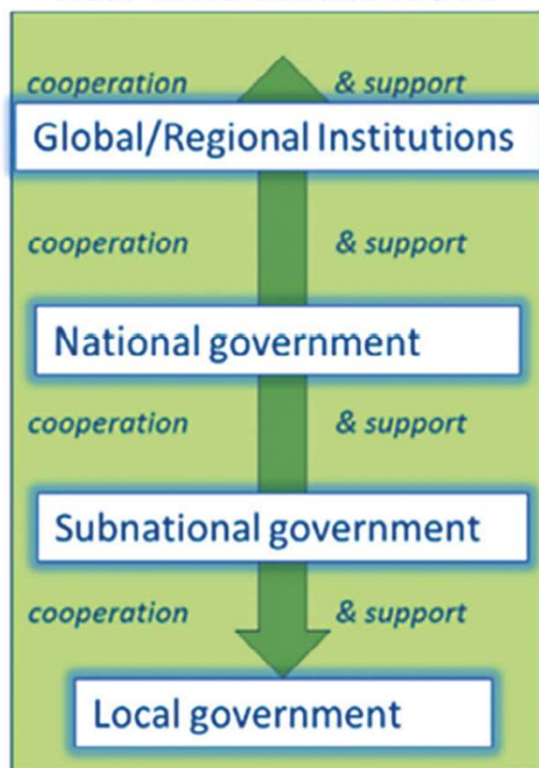 cooperation & support
Global/Regional Institutions
cooperation & support
National government
cooperation & support
Subnational government
cooperation & support
Local government